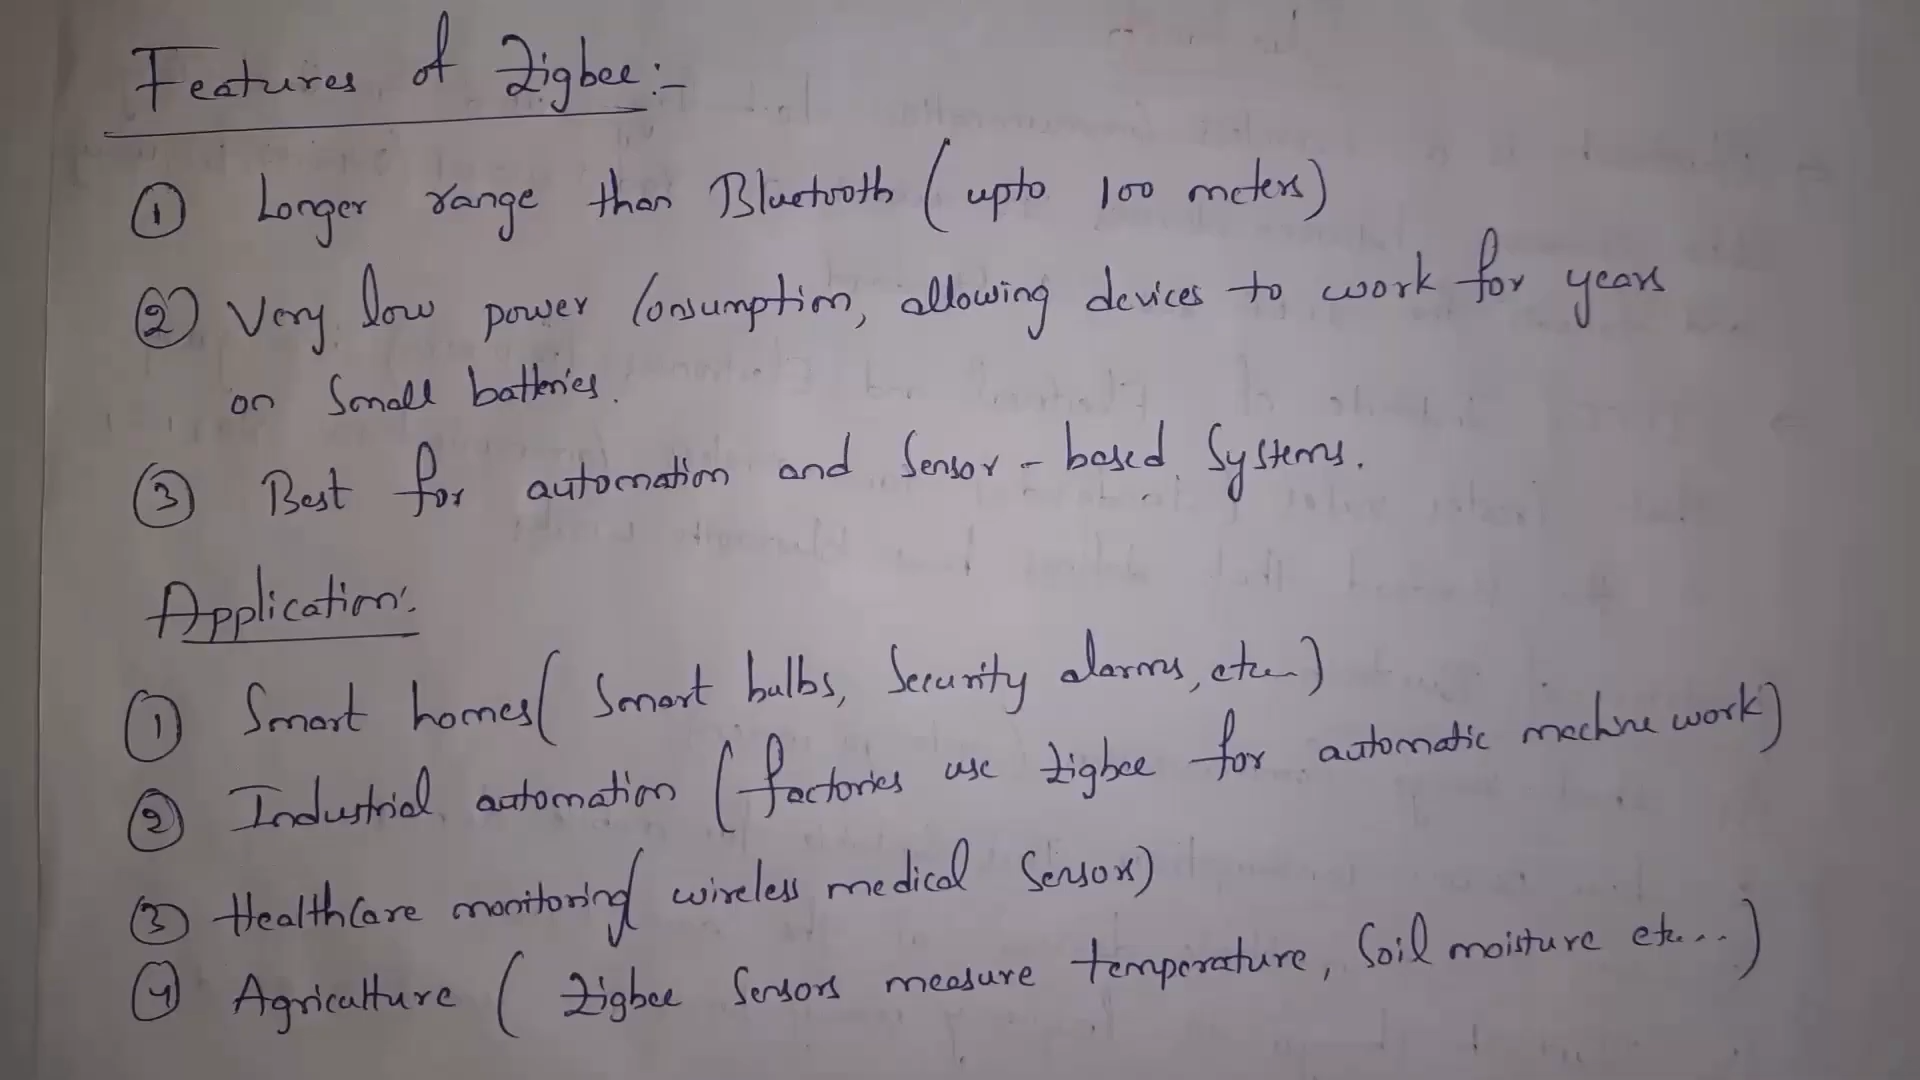 Features of Zigbee:-
① Longer range than Bluetooth (upto 100 meters)
② Very low power Consumption, allowing devices to work for years
on Small batteries.
③ Best for automation and Sensor-based Systems.
Application:
① Smart homes (Smart bulbs, Security alarms, etc...)
② Industrial automation (factories use zigbee for automatic machine work)
③ HealthCare monitoring (wireless medical Sensors)
④ Agriculture (Zigbee Sensors measure temperature, Soil moisture etc...)